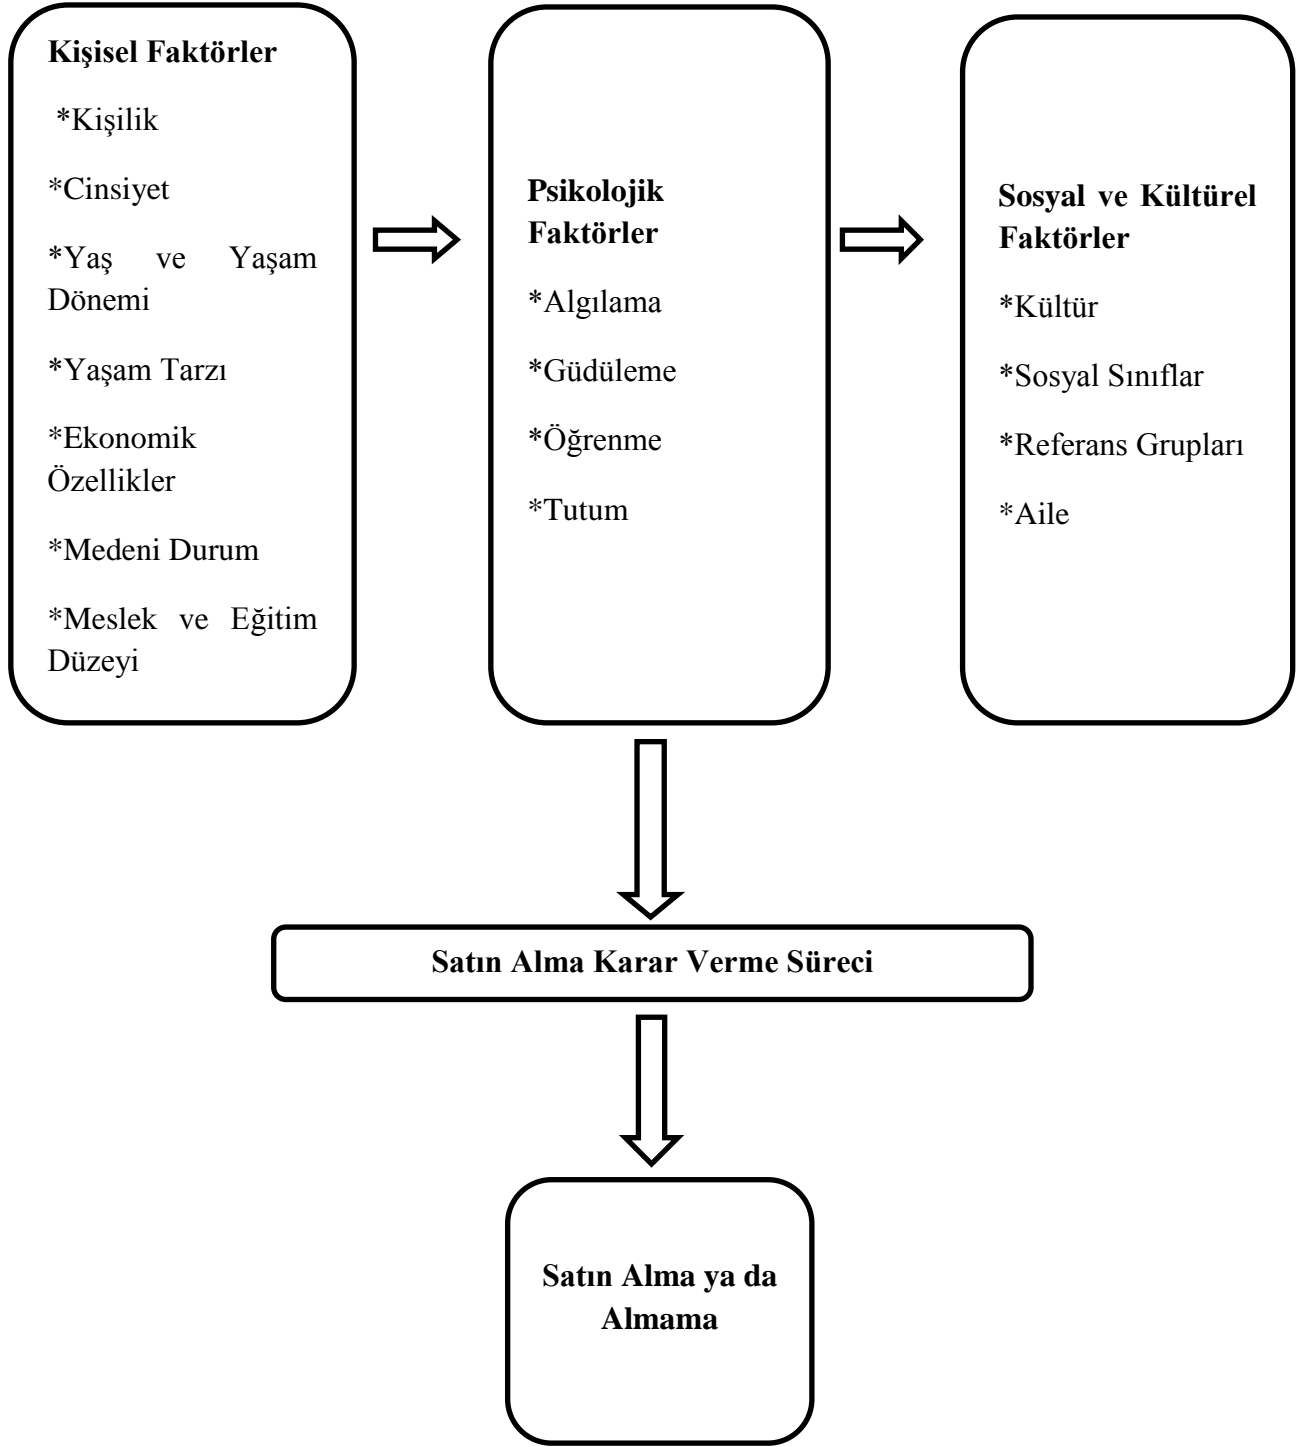 Kişisel Faktörler
*Kişilik
*Cinsiyet
*Yaş ve Yaşam
Dönemi
*Yaşam Tarzı
*Ekonomik
Özellikler
*Medeni Durum
*Meslek ve Eğitim
Düzeyi
Psikolojik
Faktörler
*Algılama
*Güdüleme
*Öğrenme
*Tutum
Sosyal ve Kültürel
Faktörler
*Kültür
*Sosyal Sınıflar
*Referans Grupları
*Aile
Satın Alma Karar Verme Süreci
Satın Alma ya da
Almama